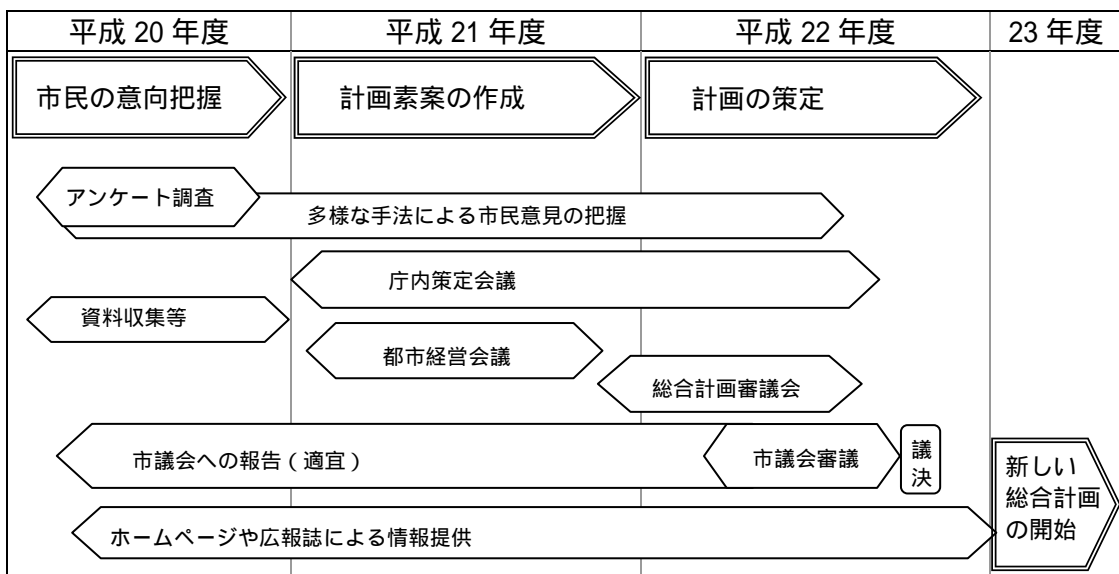 平成 20 年度
平成 21 年度
平成 22 年度
23 年度
市民の意向把握
計画素案の作成
計画の策定
アンケート調査
多様な手法による市民意見の把握
庁内策定会議
資料収集等
都市経営会議
総合計画審議会
市議会への報告（適宜）
市議会審議
議
決
新しい
総合計画
の開始
ホームページや広報誌による情報提供